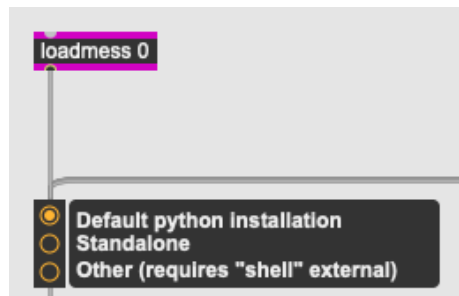 loadmess 0
Default python installation
Standalone
Other (requires "shell" external)